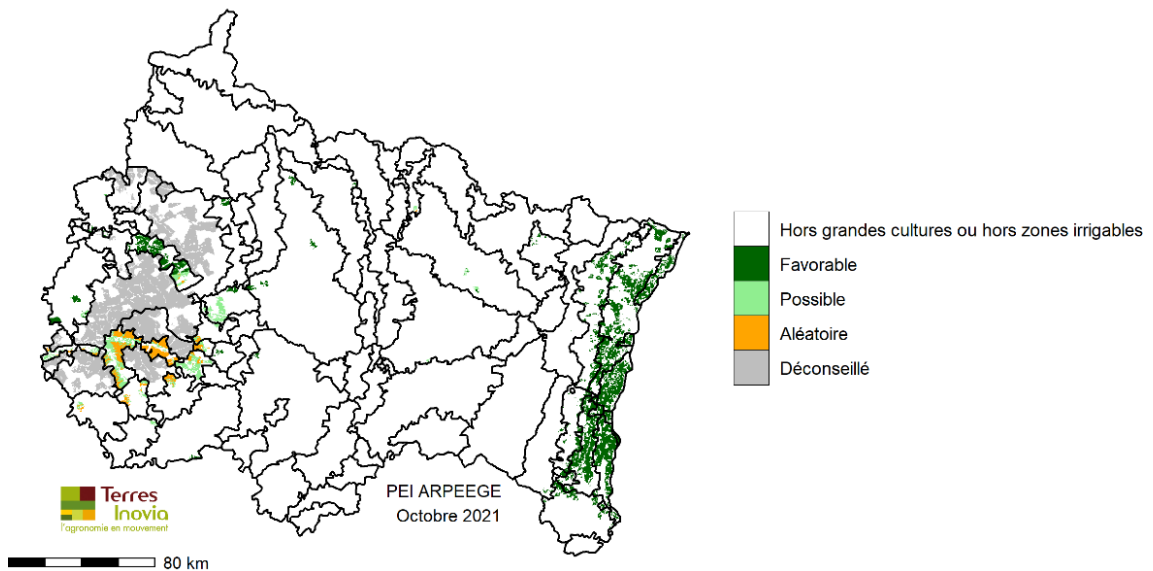 Hors grandes cultures ou hors zones irrigables
Favorable
Possible
Aléatoire
Déconseillé
PEI ARPEEGE
Octobre 2021
Terres
Inovia
l'agronomie en mouvement
80 km